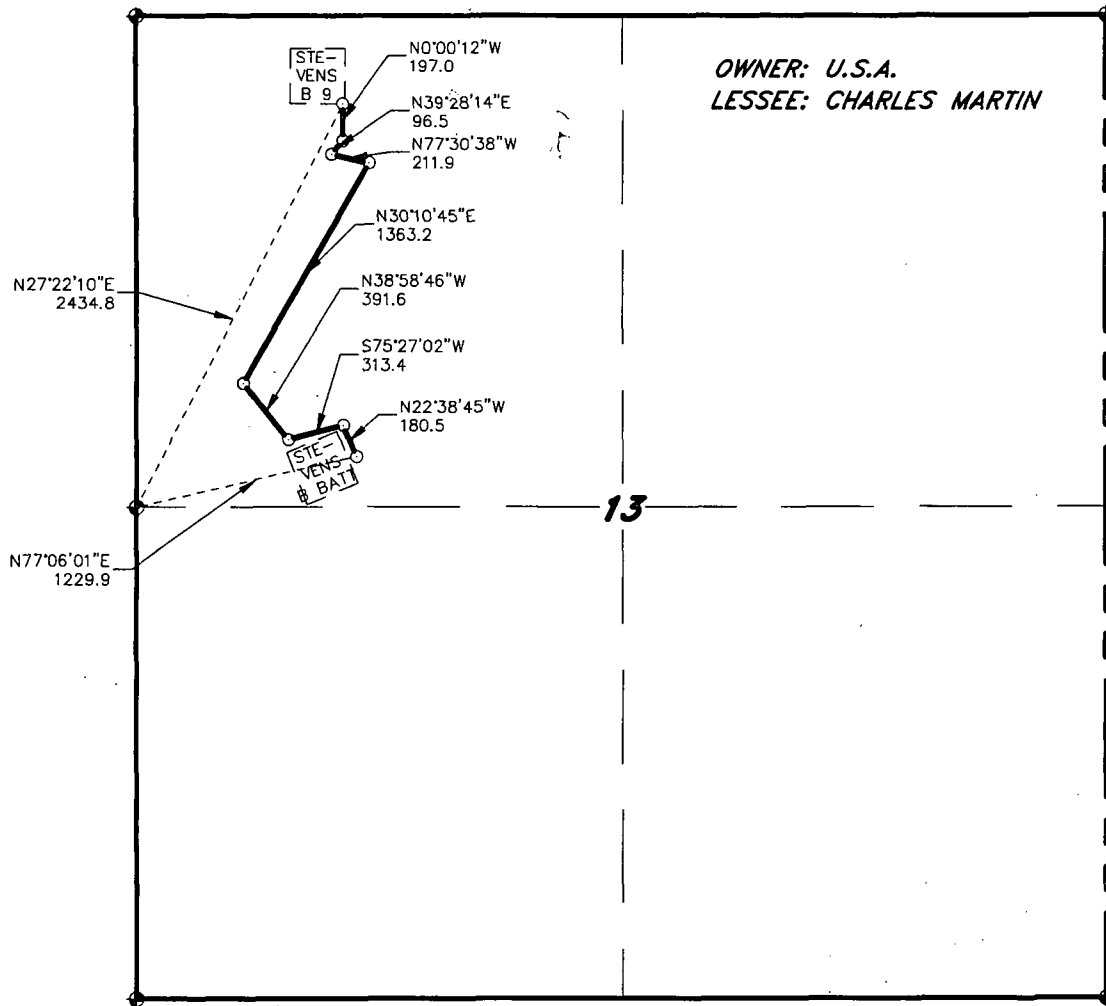 STE-
VENS
B 9
N0°00'12"W
197.0
OWNER: U.S.A.
LESSEE: CHARLES MARTIN
N39°28'14"E
96.5
N77°30'38"W
211.9
N30°10'45"E
1363.2
N27°22'10"E
2434.8
N38°58'46"W
391.6
S75°27'02"W
313.4
N22°38'45"W
180.5
STE-
VENS
B BATT
13
N77°06'01"E
1229.9